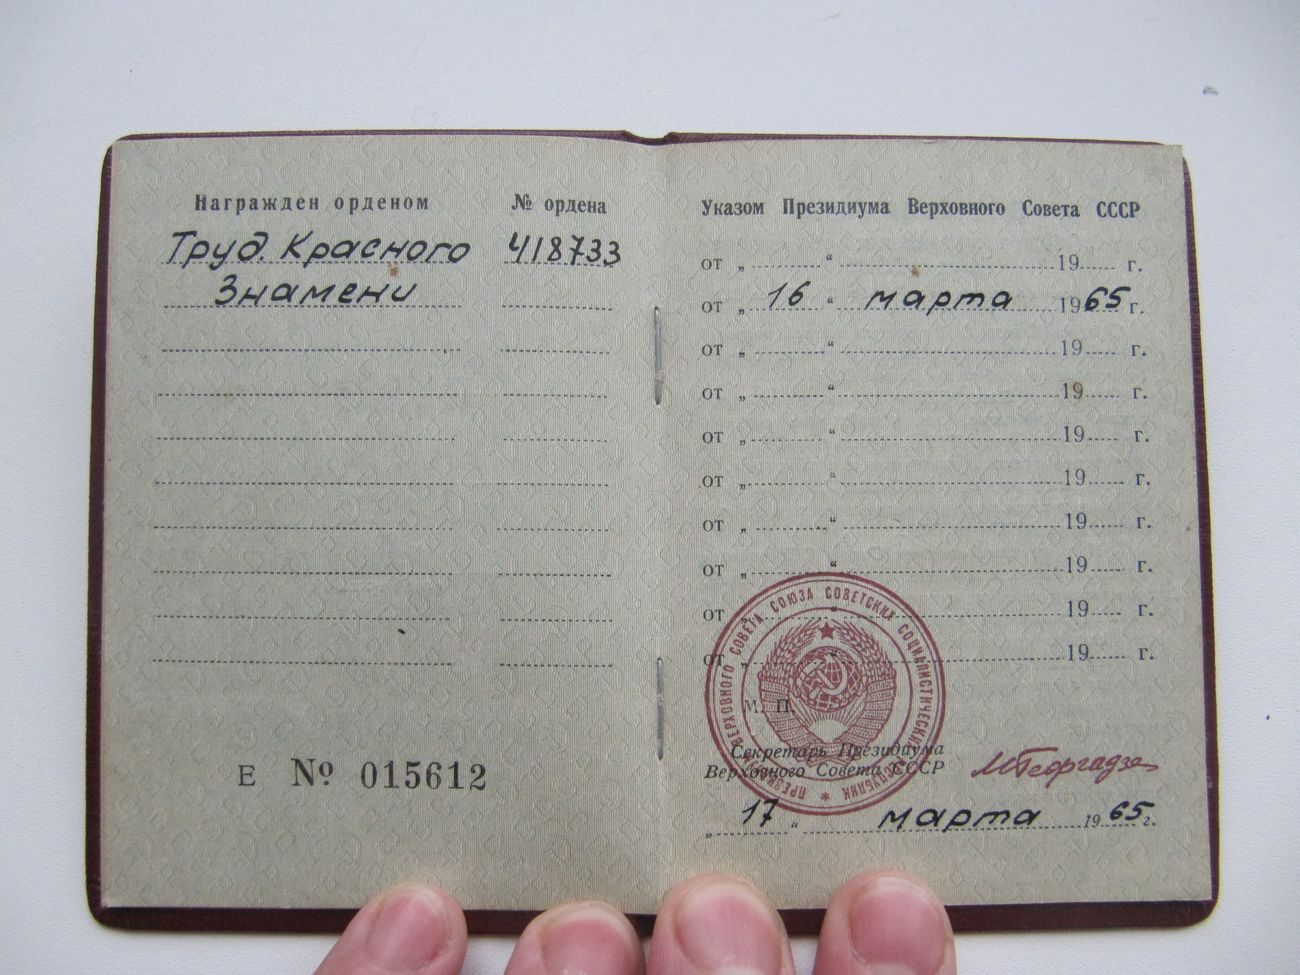 Награжден орденом
№ ордена
Труд. Красного
418733
Знамени
Е № 015612
Указом Президиума Верховного Совета СССР
от „ “ 19 г.
от „ 16 “ марта 1965 г.
от „ “ 19 г.
от „ “ 19 г.
от „ “ 19 г.
от „ “ 19 г.
от „ “ 19 г.
от „ “ 19 г.
от „ “ 19 г.
от „ “ 19 г.
ПРЕЗИДИУМ ВЕРХОВНОГО СОВЕТА СОЮЗА СОВЕТСКИХ СОЦИАЛИСТИЧЕСКИХ РЕСПУБЛИК
М. П.
Секретарь Президиума
Верховного Совета СССР
МГеоргадзе
„ 17 “ марта 1965 г.